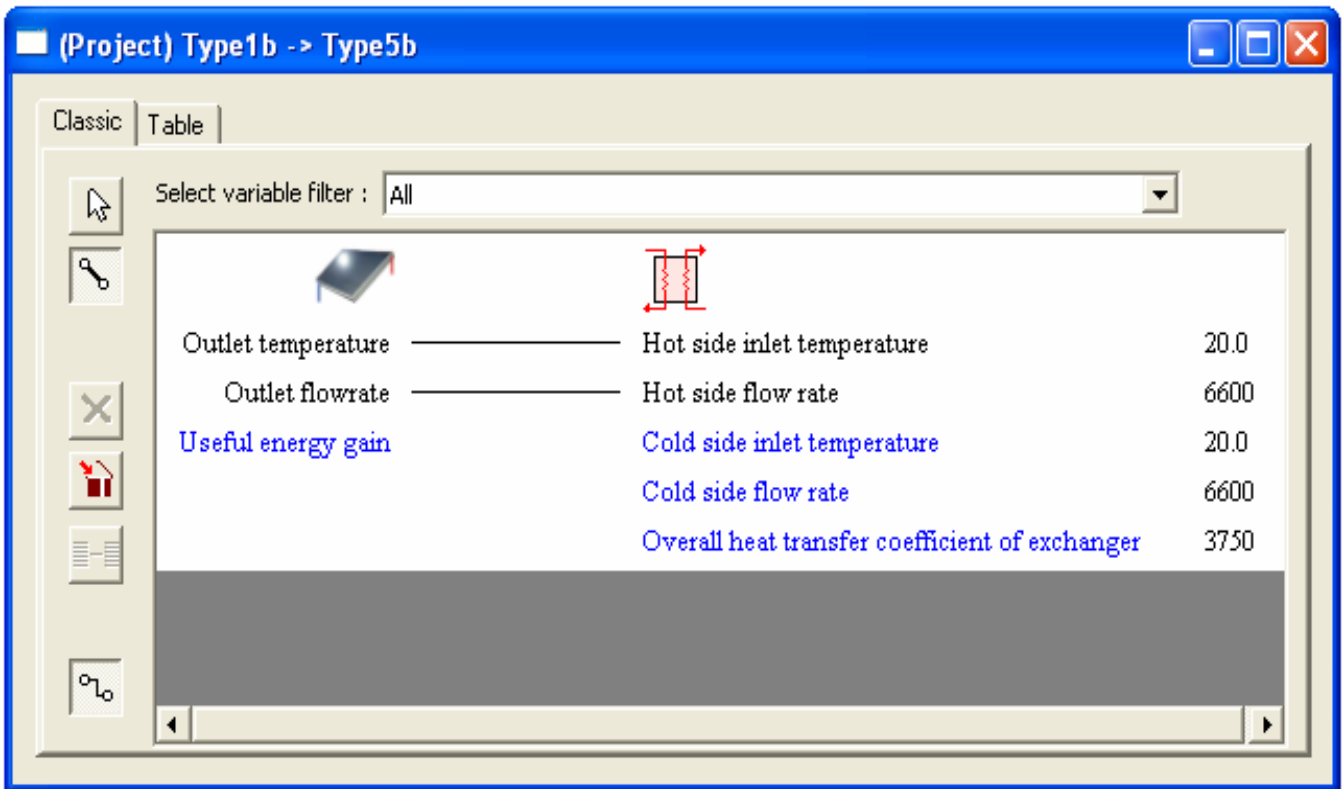 (Project) Type1b -> Type5b
Classic Table
Select variable filter : All
Outlet temperature Hot side inlet temperature 20.0
Outlet flowrate Hot side flow rate 6600
Useful energy gain Cold side inlet temperature 20.0
Cold side flow rate 6600
Overall heat transfer coefficient of exchanger 3750